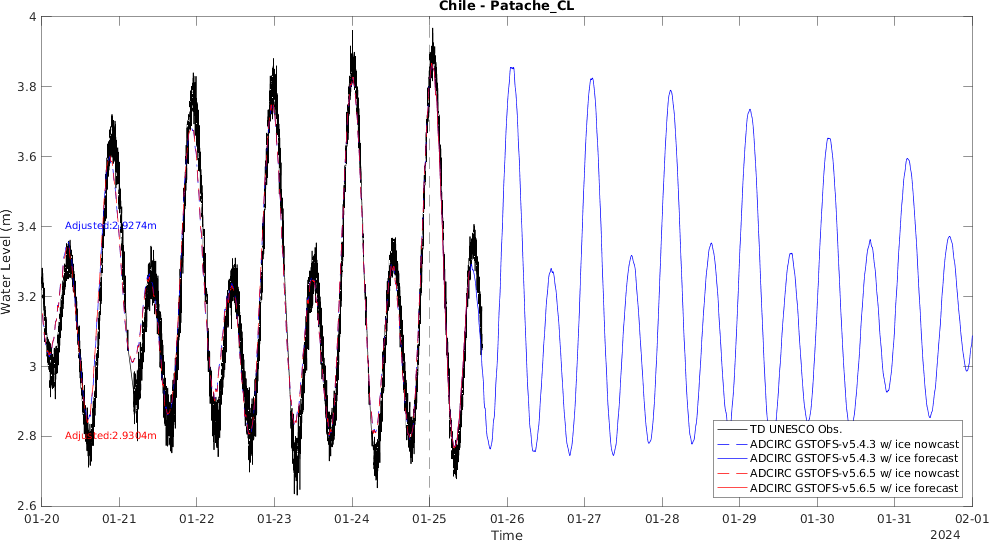 Chile - Patache_CL
4
3.8
3.6
3.4
3.2
3
2.8
2.6
Water Level (m)
Adjusted:2.9274m
Adjusted:2.9304m
TD UNESCO Obs.
ADCIRC GSTOFS-v5.4.3 w/ ice nowcast
ADCIRC GSTOFS-v5.4.3 w/ ice forecast
ADCIRC GSTOFS-v5.6.5 w/ ice nowcast
ADCIRC GSTOFS-v5.6.5 w/ ice forecast
01-20 01-21 01-22 01-23 01-24 01-25 01-26 01-27 01-28 01-29 01-30 01-31 02-01
Time
2024